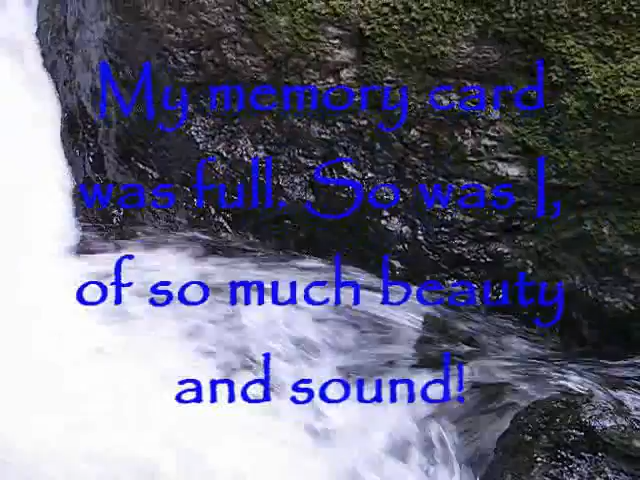 My memory card
was full. So was I,
of so much beauty
and sound!